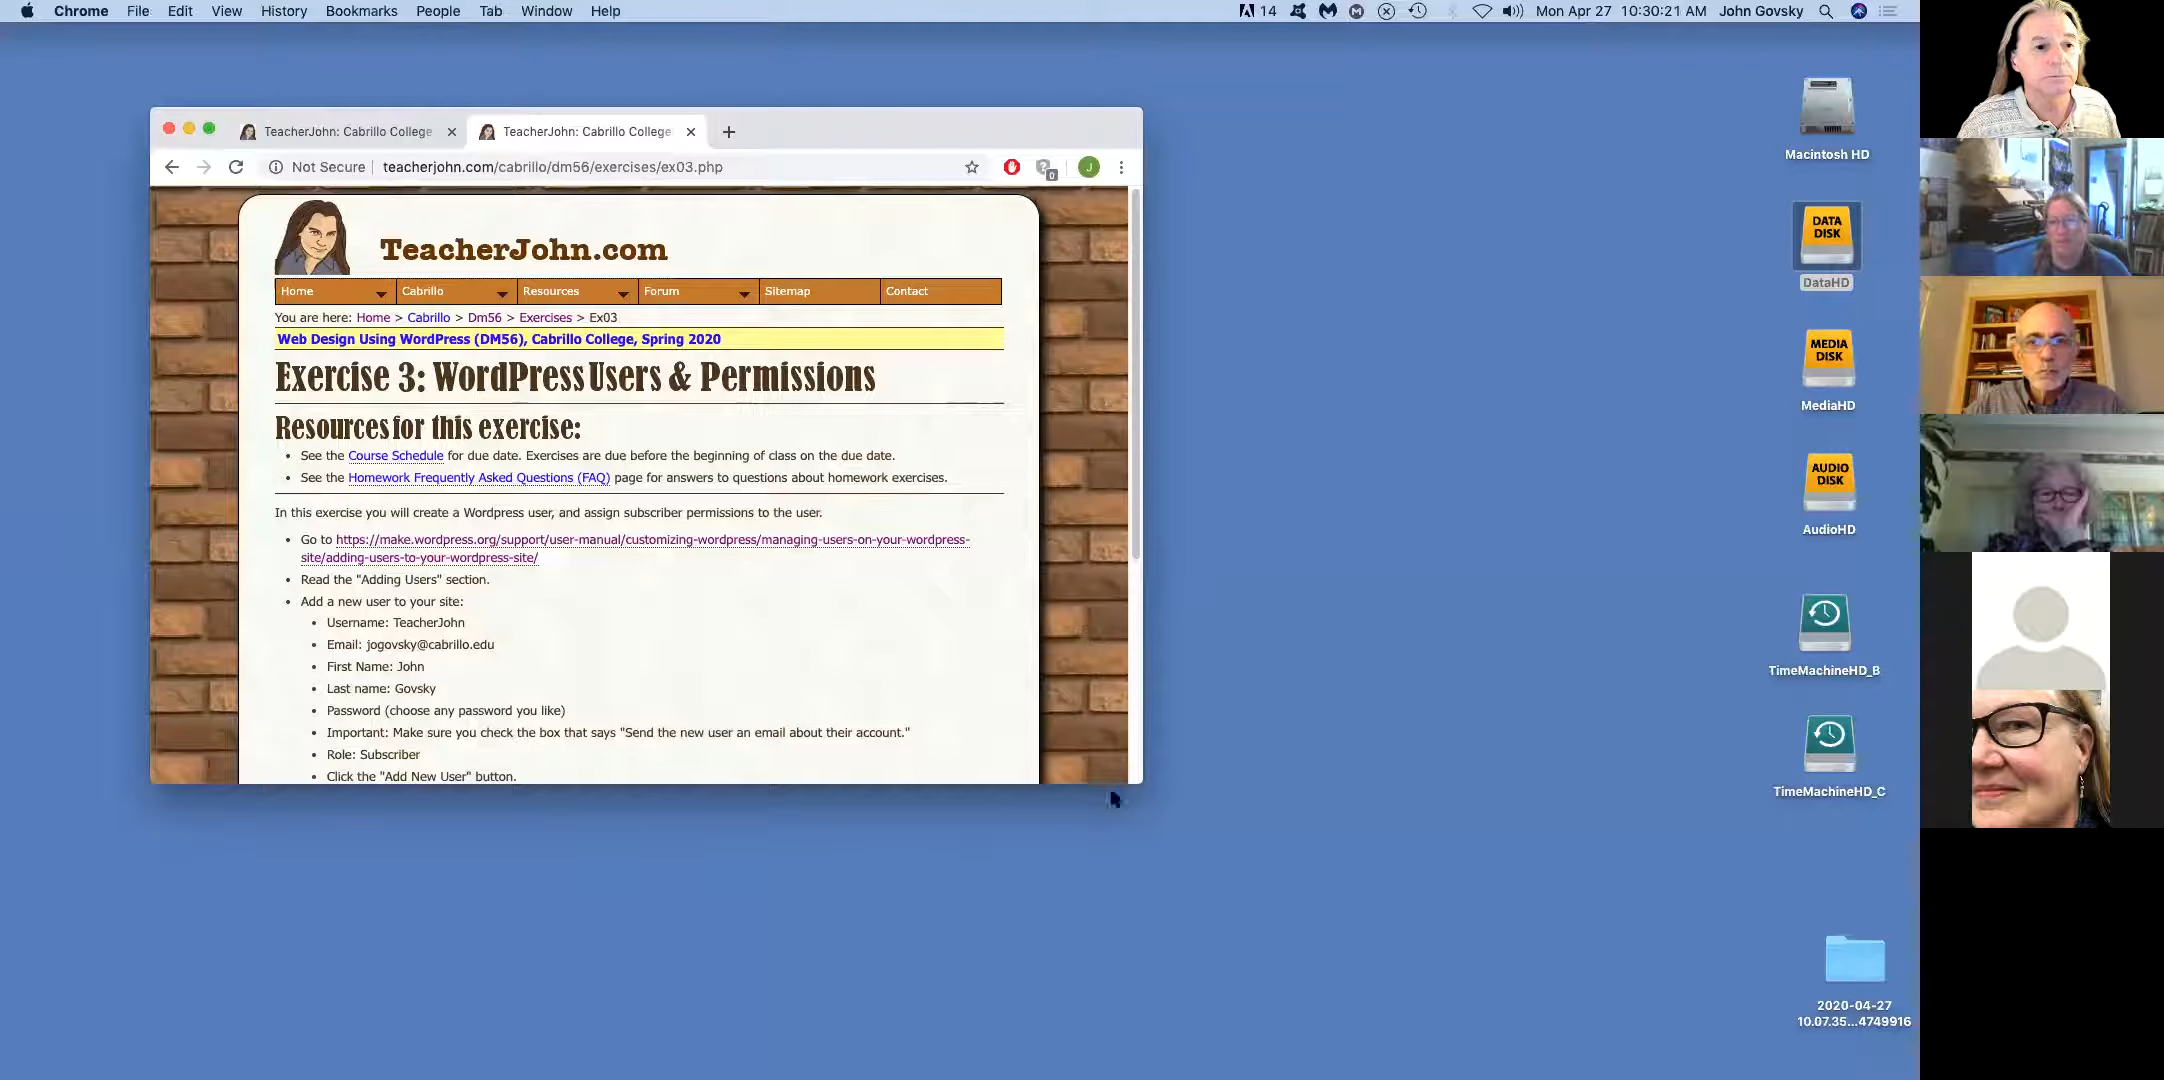 Chrome File Edit View History Bookmarks People Tab Window Help
14 Mon Apr 27 10:30:21 AM John Govsky
TeacherJohn: Cabrillo College
TeacherJohn: Cabrillo College
Not Secure teacherjohn.com/cabrillo/dm56/exercises/ex03.php
0
J
TeacherJohn.com
Home Cabrillo Resources Forum Sitemap Contact
You are here: Home > Cabrillo > Dm56 > Exercises > Ex03
Web Design Using WordPress (DM56), Cabrillo College, Spring 2020
Exercise 3: WordPress Users & Permissions
Resources for this exercise:
See the Course Schedule for due date. Exercises are due before the beginning of class on the due date.
See the Homework Frequently Asked Questions (FAQ) page for answers to questions about homework exercises.
In this exercise you will create a Wordpress user, and assign subscriber permissions to the user.
Go to https://make.wordpress.org/support/user-manual/customizing-wordpress/managing-users-on-your-wordpress-
site/adding-users-to-your-wordpress-site/
Read the "Adding Users" section.
Add a new user to your site:
Username: TeacherJohn
Email: jogovsky@cabrillo.edu
First Name: John
Last name: Govsky
Password (choose any password you like)
Important: Make sure you check the box that says "Send the new user an email about their account."
Role: Subscriber
Click the "Add New User" button.
Macintosh HD
DATA
DISK
DataHD
MEDIA
DISK
MediaHD
AUDIO
DISK
AudioHD
TimeMachineHD_B
TimeMachineHD_C
2020-04-27
10.07.35...4749916